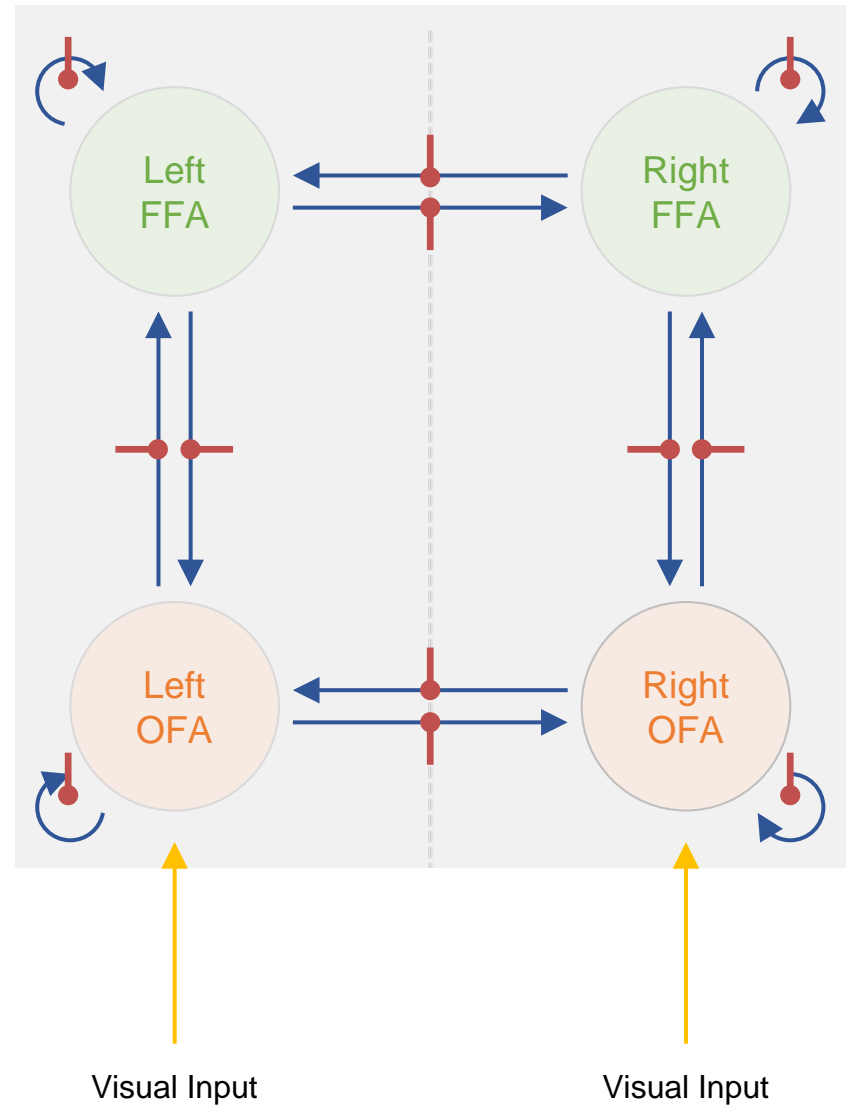 Left
FFA
Right
FFA
Left
OFA
Right
OFA
Visual Input
Visual Input